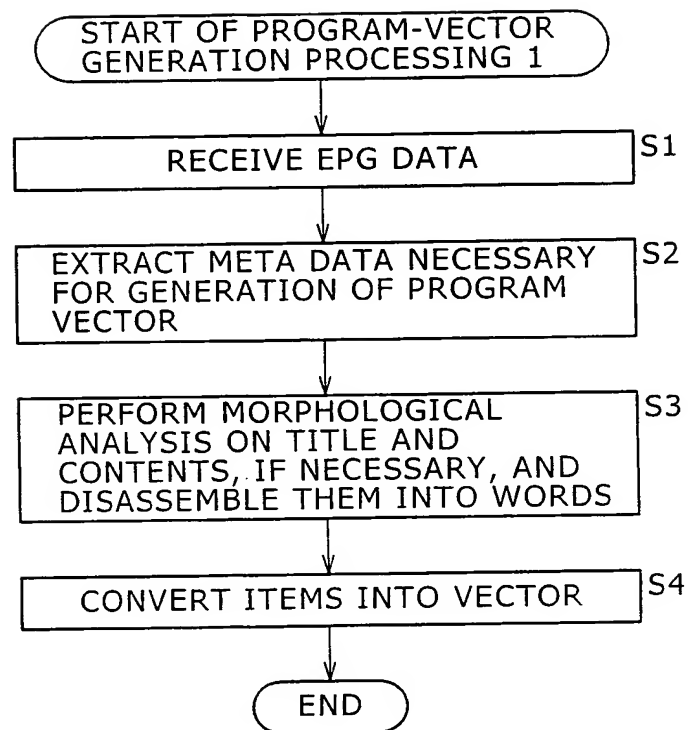 START OF PROGRAM-VECTOR
GENERATION PROCESSING 1
RECEIVE EPG DATA
S1
EXTRACT META DATA NECESSARY
FOR GENERATION OF PROGRAM
VECTOR
S2
PERFORM MORPHOLOGICAL
ANALYSIS ON TITLE AND
CONTENTS, IF NECESSARY, AND
DISASSEMBLE THEM INTO WORDS
S3
CONVERT ITEMS INTO VECTOR
S4
END